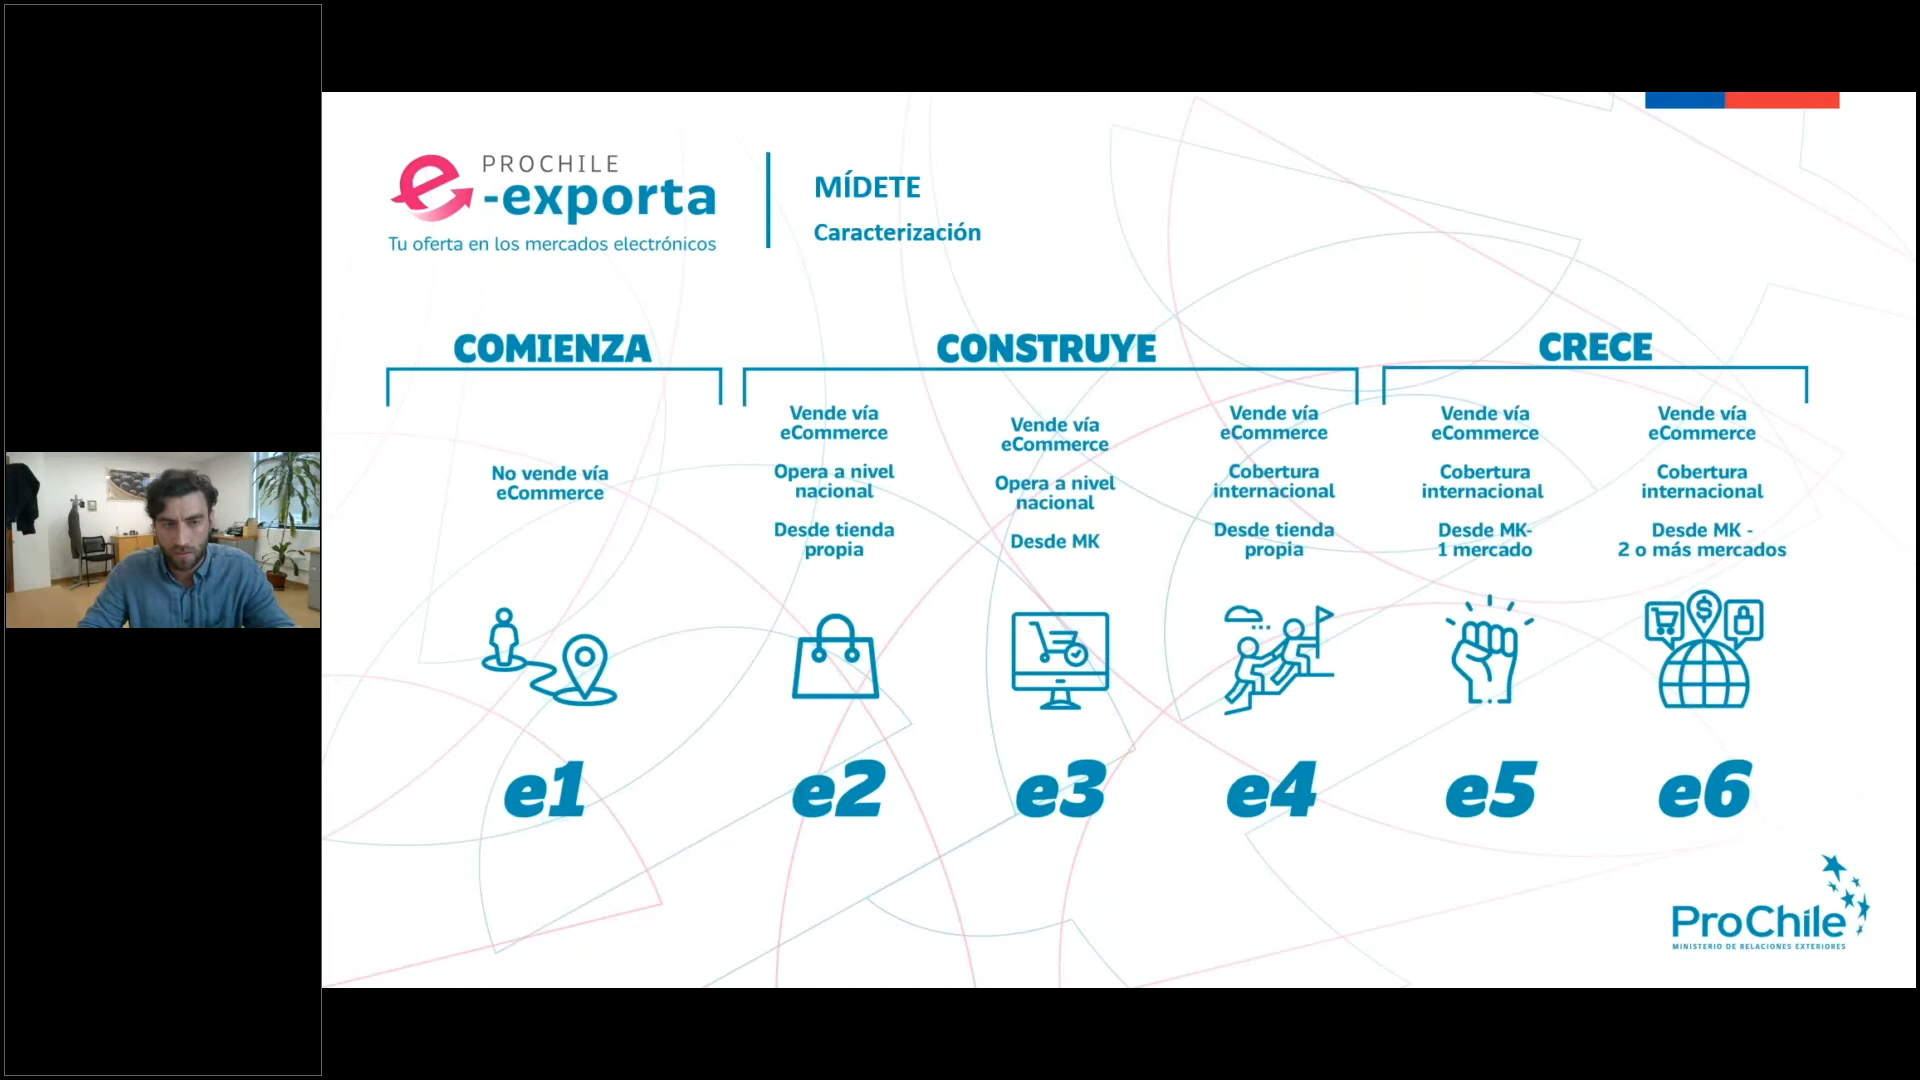 PROCHILE
e-exporta
Tu oferta en los mercados electrónicos
MÍDETE
Caracterización
COMIENZA
No vende vía
eCommerce
e1
CONSTRUYE
Vende vía
eCommerce
Opera a nivel
nacional
Desde tienda
propia
e2
Vende vía
eCommerce
Opera a nivel
nacional
Desde MK
e3
Vende vía
eCommerce
Cobertura
internacional
Desde tienda
propia
e4
CRECE
Vende vía
eCommerce
Cobertura
internacional
Desde MK-
1 mercado
e5
Vende vía
eCommerce
Cobertura
internacional
Desde MK -
2 o más mercados
$
e6
ProChile
MINISTERIO DE RELACIONES EXTERIORES